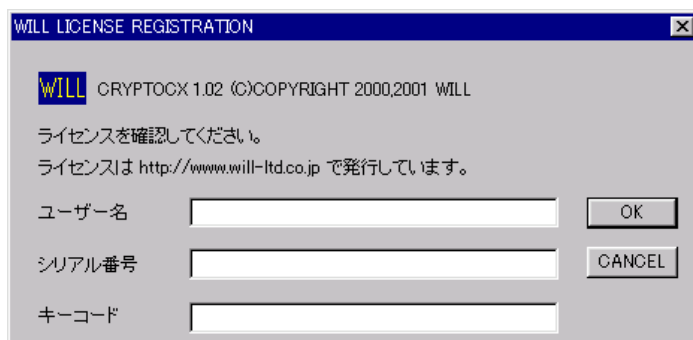 WILL LICENSE REGISTRATION
WILL CRYPTOCX 1.02 (C)COPYRIGHT 2000,2001 WILL
ライセンスを確認してください。
ライセンスは http://www.will-ltd.co.jp で発行しています。
ユーザー名 OK
シリアル番号 CANCEL
キーコード